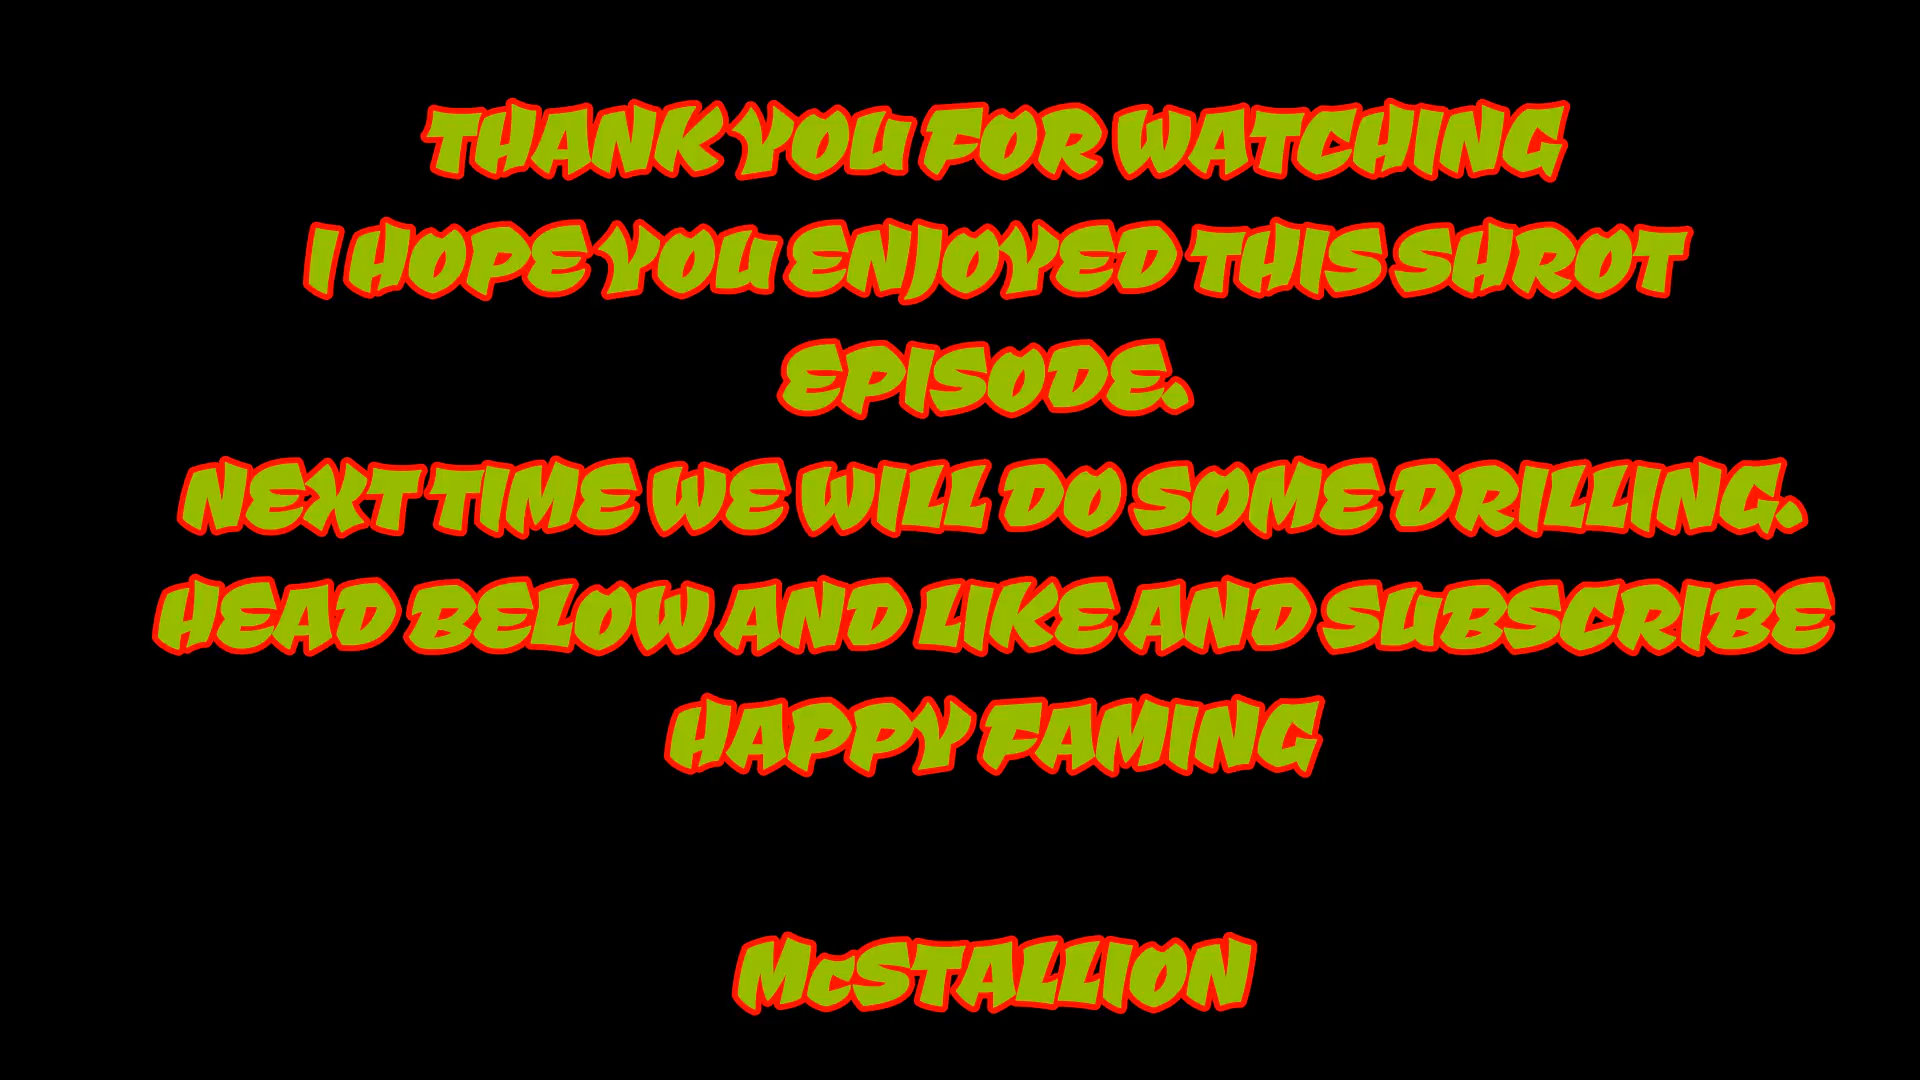 THANK YOU FOR WATCHING
I HOPE YOU ENJOYED THIS SHROT
EPISODE.
NEXT TIME WE WILL DO SOME DRILLING.
HEAD BELOW AND LIKE AND SUBSCRIBE
HAPPY FAMING
McSTALLION